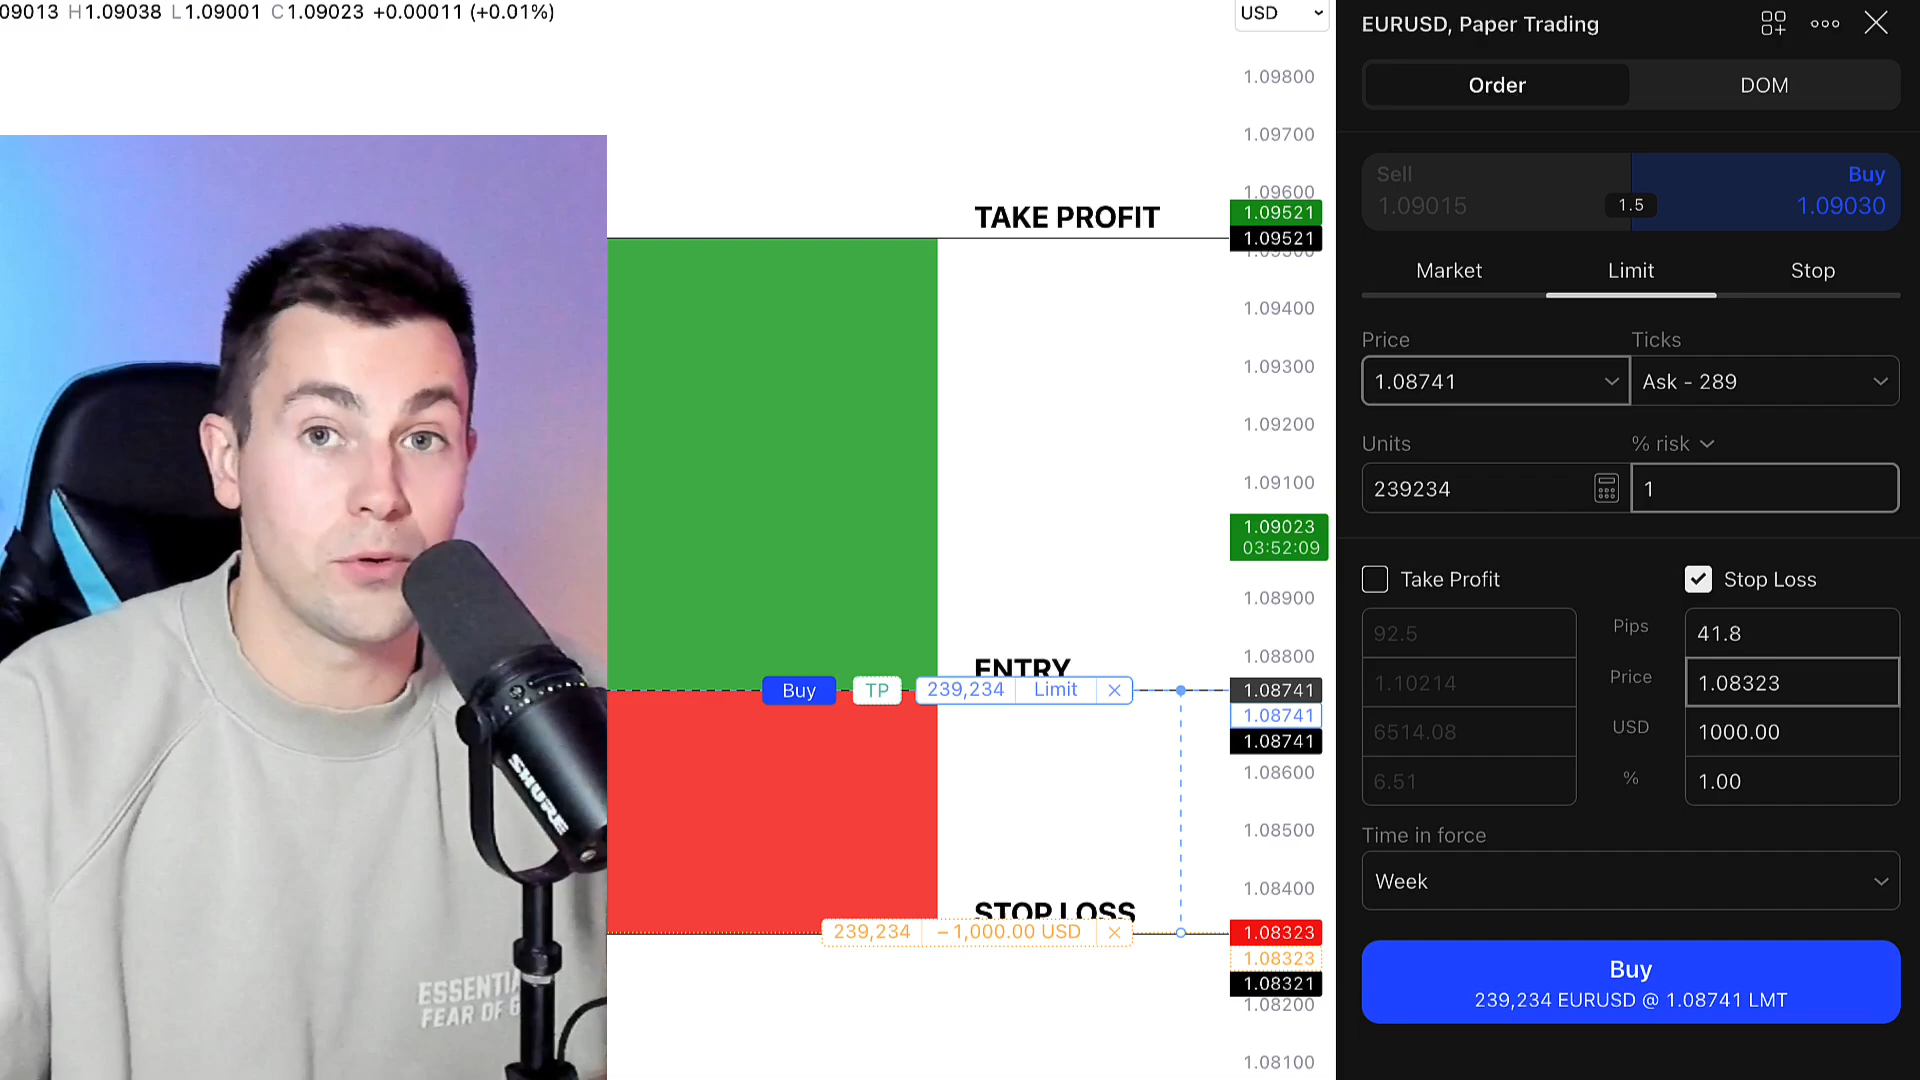 09013 H1.09038 L1.09001 C1.09023 +0.00011 (+0.01%)
USD
1.09800
1.09700
1.09600
TAKE PROFIT
1.09521
1.09521
1.09400
1.09300
1.09200
1.09100
1.09023
03:52:09
1.08900
1.08800
ENTRY
Buy TP 239,234 Limit
1.08741
1.08741
1.08741
1.08600
1.08500
1.08400
STOP LOSS
239,234 −1,000.00 USD
1.08323
1.08323
1.08321
1.08200
1.08100
SHURE
FEAR OF
EURUSD, Paper Trading
Order DOM
Sell Buy
1.09015 1.5 1.09030
Market Limit Stop
Price Ticks
1.08741 Ask - 289
Units % risk
239234 1
Take Profit Stop Loss
92.5 Pips 41.8
1.10214 Price 1.08323
6514.08 USD 1000.00
6.51 % 1.00
Time in force
Week
Buy
239,234 EURUSD @ 1.08741 LMT